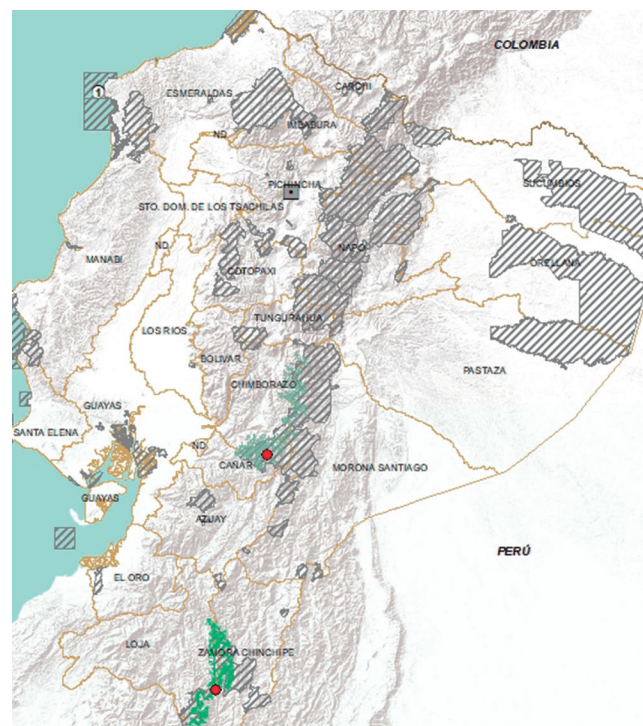 COLOMBIA
1
ESMERALDAS
CARCHI
IMBABURA
ND
PICHINCHA
SUCUMBIOS
STO. DOM. DE LOS TSACHILAS
ND
NAPO
MANABI
ORELLANA
COTOPAXI
TUNGURAHUA
LOS RIOS
BOLIVAR
PASTAZA
CHIMBORAZO
GUAYAS
SANTA ELENA
ND
CAÑAR
MORONA SANTIAGO
GUAYAS
AZUAY
PERÚ
EL ORO
LOJA
ZAMORA CHINCHIPE